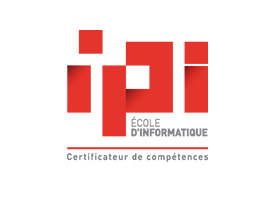 ipi
ÉCOLE
D'INFORMATIQUE
Certificateur de compétences